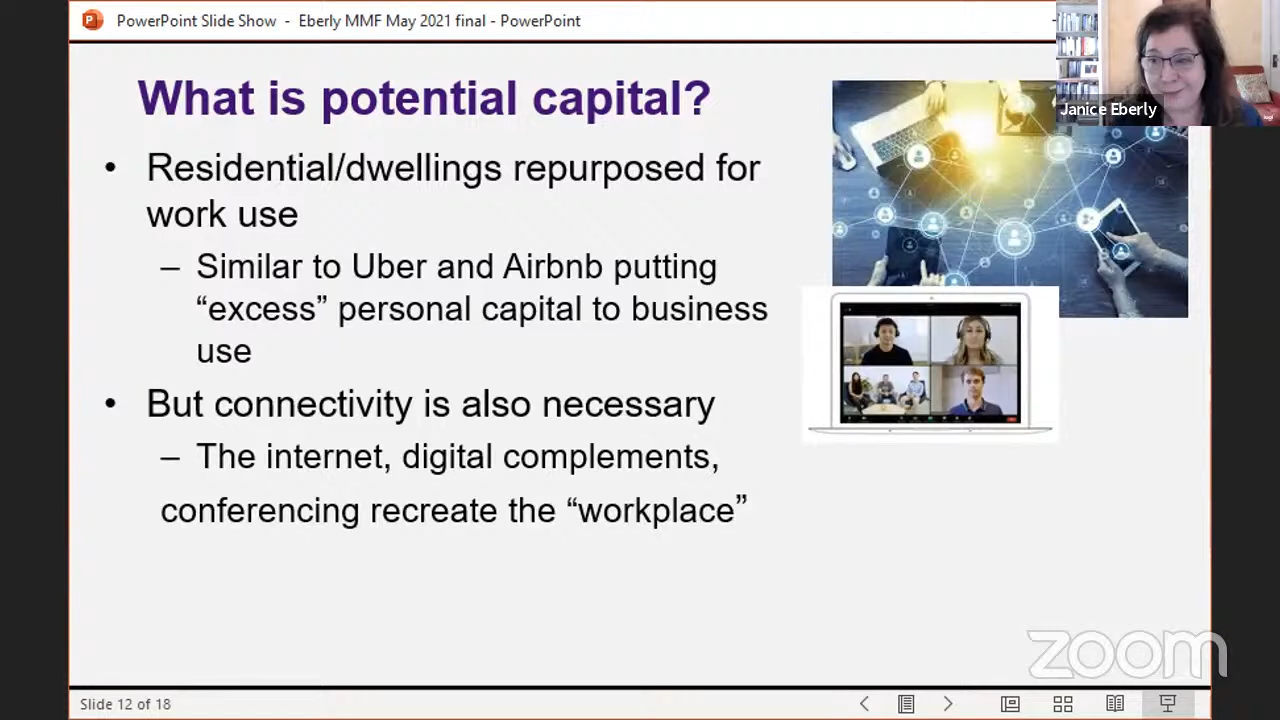 PowerPoint Slide Show - Eberly MMF May 2021 final - PowerPoint
Janice Eberly
What is potential capital?
• Residential/dwellings repurposed for
work use
– Similar to Uber and Airbnb putting
“excess” personal capital to business
use
• But connectivity is also necessary
– The internet, digital complements,
conferencing recreate the “workplace”
zoom
Slide 12 of 18